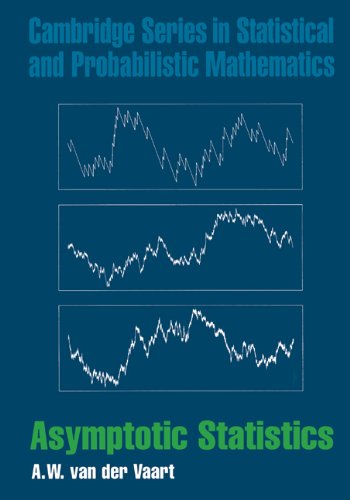 Cambridge Series in Statistical
and Probabilistic Mathematics
Asymptotic Statistics
A.W. van der Vaart